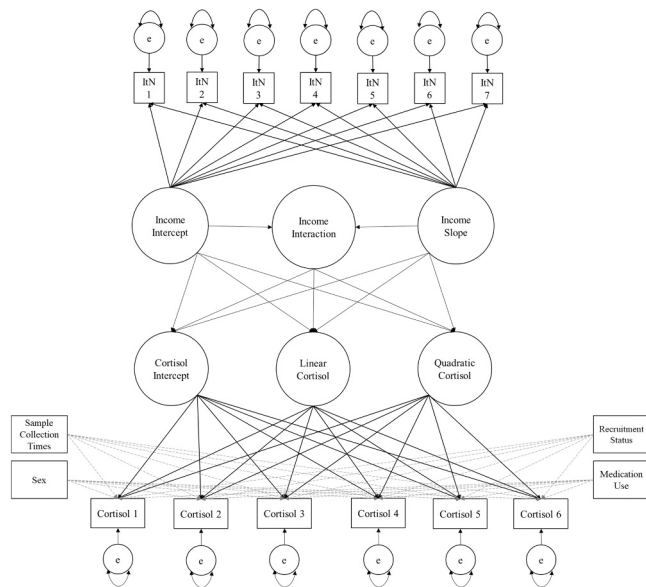 e e e e e e e
ItN ItN ItN ItN ItN ItN ItN
1 2 3 4 5 6 7
Income
Intercept
Income
Interaction
Income
Slope
Cortisol
Intercept
Linear
Cortisol
Quadratic
Cortisol
Sample
Collection
Times
Recruitment
Status
Sex
Medication
Use
Cortisol 1 Cortisol 2 Cortisol 3 Cortisol 4 Cortisol 5 Cortisol 6
e e e e e e